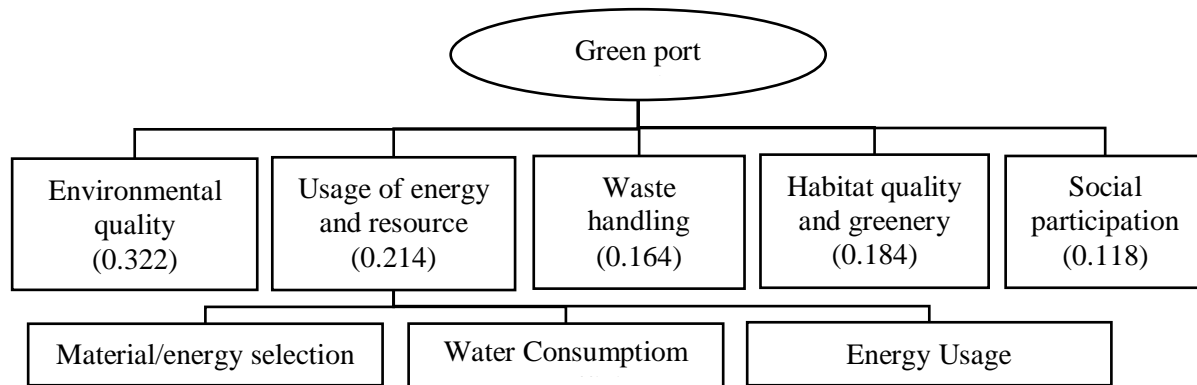 Green port
Environmental
quality
(0.322)
Usage of energy
and resource
(0.214)
Waste
handling
(0.164)
Habitat quality
and greenery
(0.184)
Social
participation
(0.118)
Material/energy selection
Water Consumptiom
Energy Usage